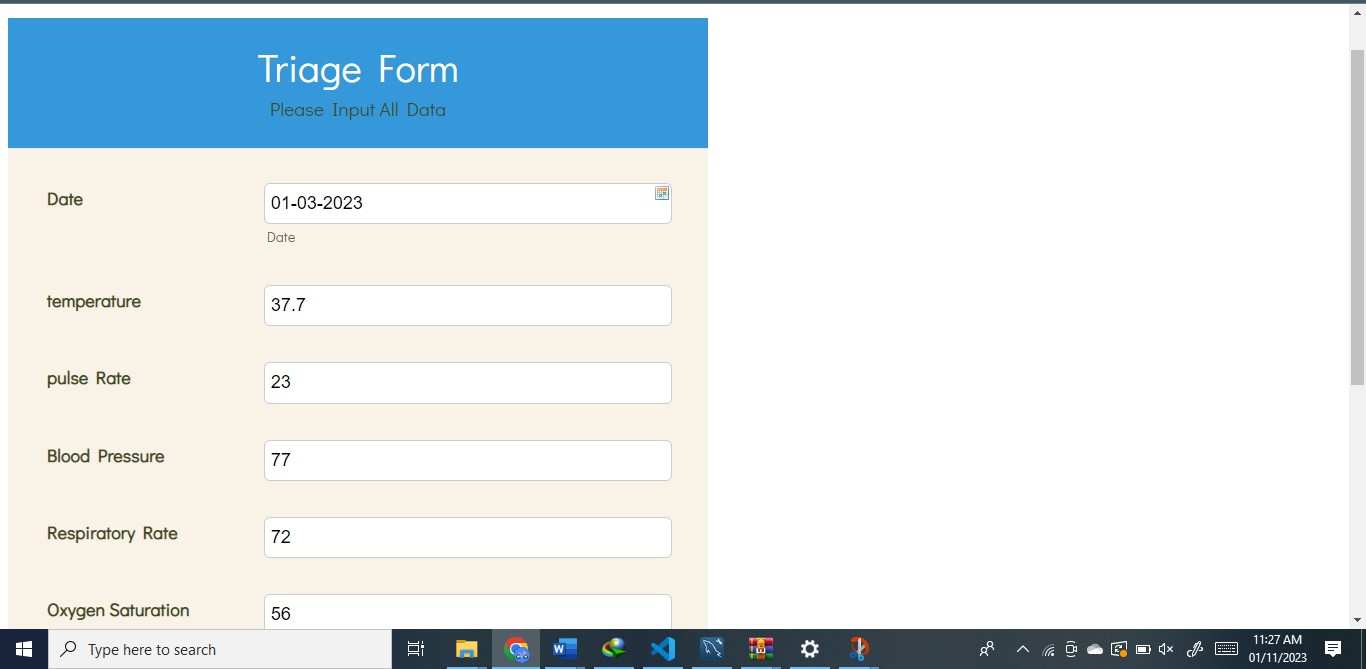 Triage Form
Please Input All Data
Date
01-03-2023
Date
temperature
37.7
pulse Rate
23
Blood Pressure
77
Respiratory Rate
72
Oxygen Saturation
56
Type here to search
11:27 AM
01/11/2023